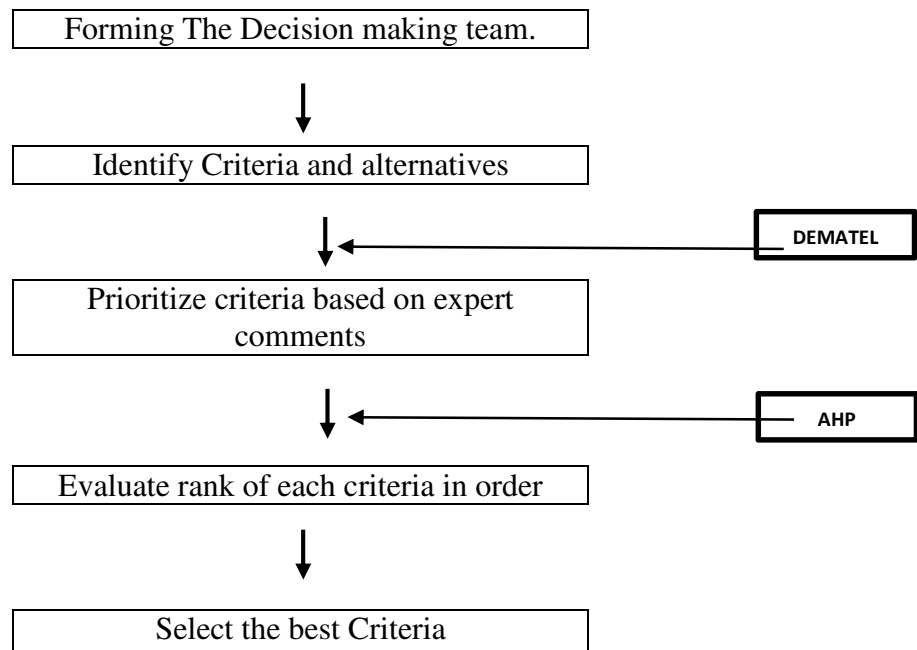 Forming The Decision making team.
Identify Criteria and alternatives
DEMATEL
Prioritize criteria based on expert
comments
AHP
Evaluate rank of each criteria in order
Select the best Criteria